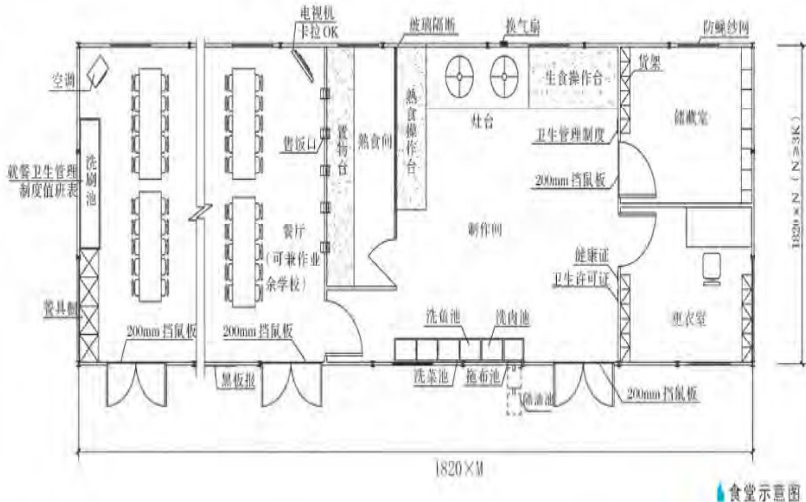 电视机
卡拉OK
玻璃隔断
换气扇
防蝇纱网
空调
货架
生食操作台
灶台
熟食操作台
储藏室
售饭口
置物台
熟食间
卫生管理制度
200mm挡鼠板
洗刷池
就餐卫生管理
制度值班表
餐厅
(可兼作业
余学校)
制作间
健康证
卫生许可证
餐具橱
更衣室
洗鱼池
洗肉池
200mm挡鼠板
200mm挡鼠板
洗菜池
拖布池
隔油池
200mm挡鼠板
黑板报
1820×N (N≥3K)
1820×M
食堂示意图